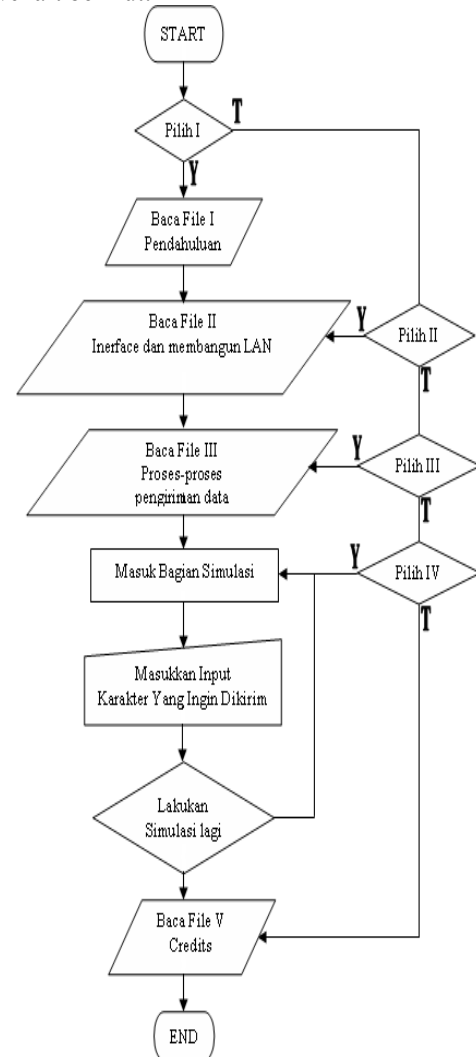 START
Pilih I
T
Y
Baca File I
Pendahuluan
Baca File II
Inerface dan membangun LAN
Y
Pilih II
T
Baca File III
Proses-proses
pengiriman data
Y
Pilih III
T
Masuk Bagian Simulasi
Y
Pilih IV
T
Masukkan Input
Karakter Yang Ingin Dikirim
Lakukan
Simulasi lagi
Baca File V
Credits
END